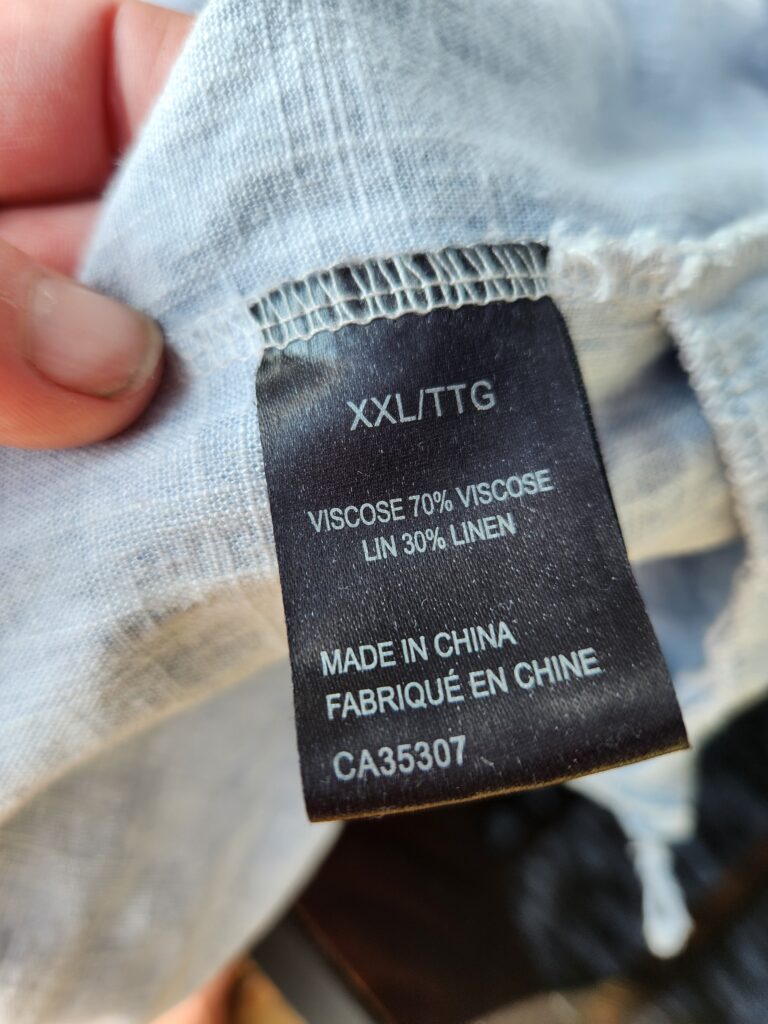 XXL/TTG
VISCOSE 70% VISCOSE
LIN 30% LINEN
MADE IN CHINA
FABRIQUÉ EN CHINE
CA35307